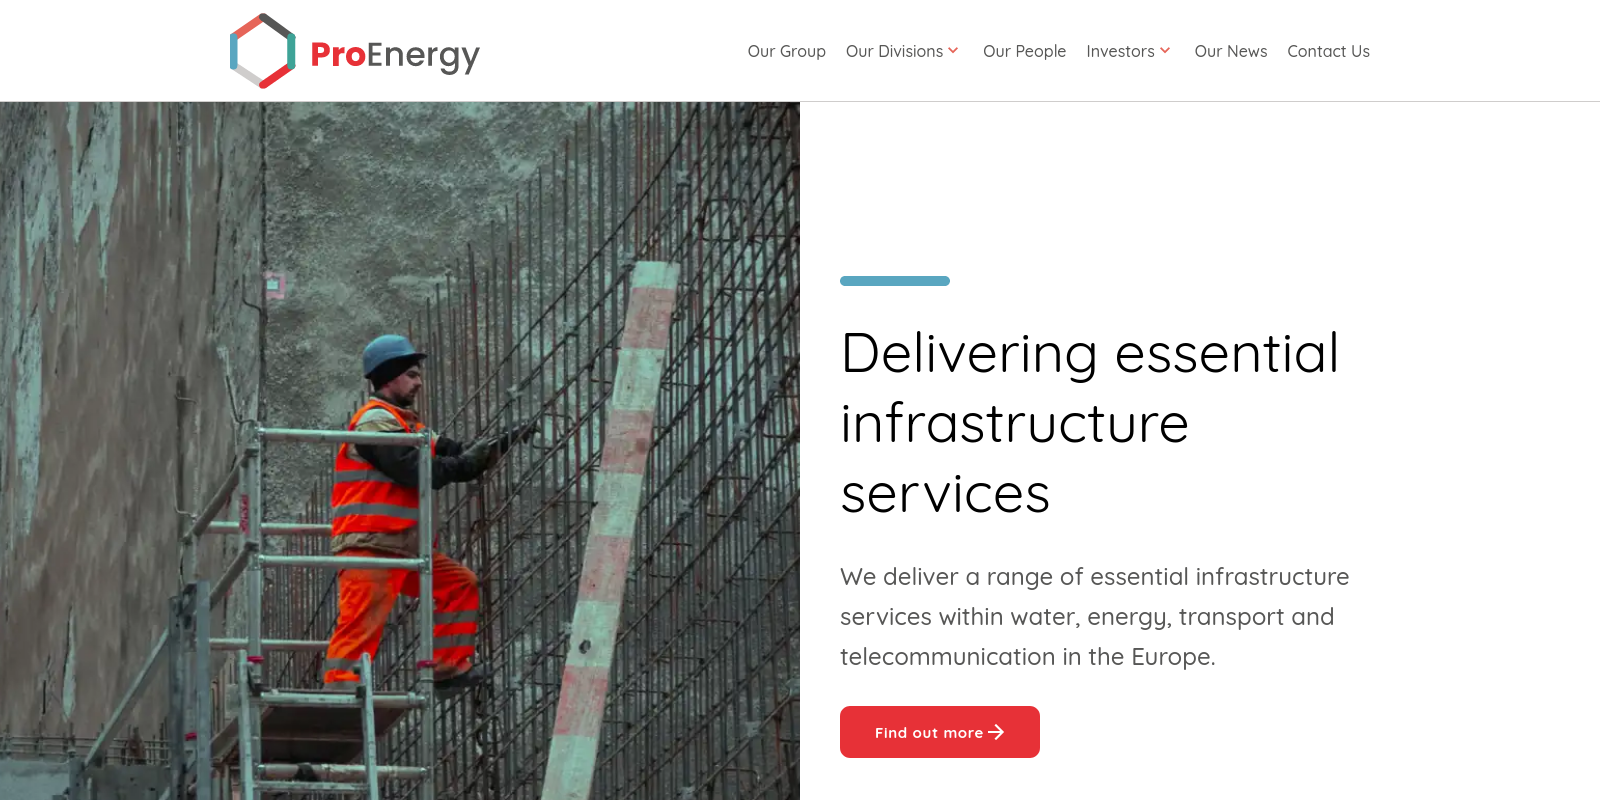 ProEnergy
Our Group Our Divisions Our People Investors Our News Contact Us
Delivering essential
infrastructure
services
We deliver a range of essential infrastructure
services within water, energy, transport and
telecommunication in the Europe.
Find out more